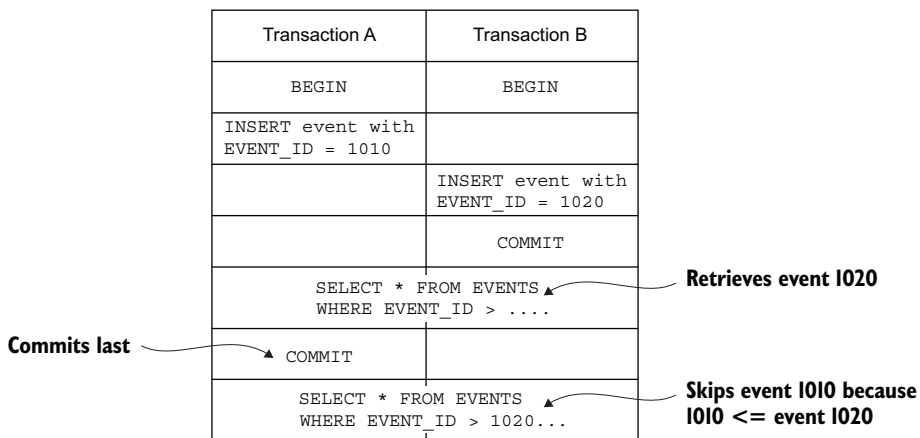 Transaction A
Transaction B
BEGIN
BEGIN
INSERT event with
EVENT_ID = 1010
INSERT event with
EVENT_ID = 1020
COMMIT
SELECT * FROM EVENTS
WHERE EVENT_ID > ....
Retrieves event 1020
Commits last
COMMIT
SELECT * FROM EVENTS
WHERE EVENT_ID > 1020...
Skips event 1010 because
1010 <= event 1020